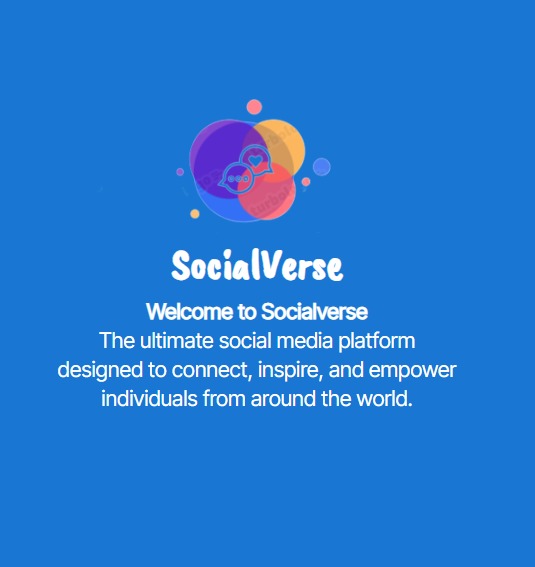 SocialVerse
Welcome to Socialverse
The ultimate social media platform
designed to connect, inspire, and empower
individuals from around the world.